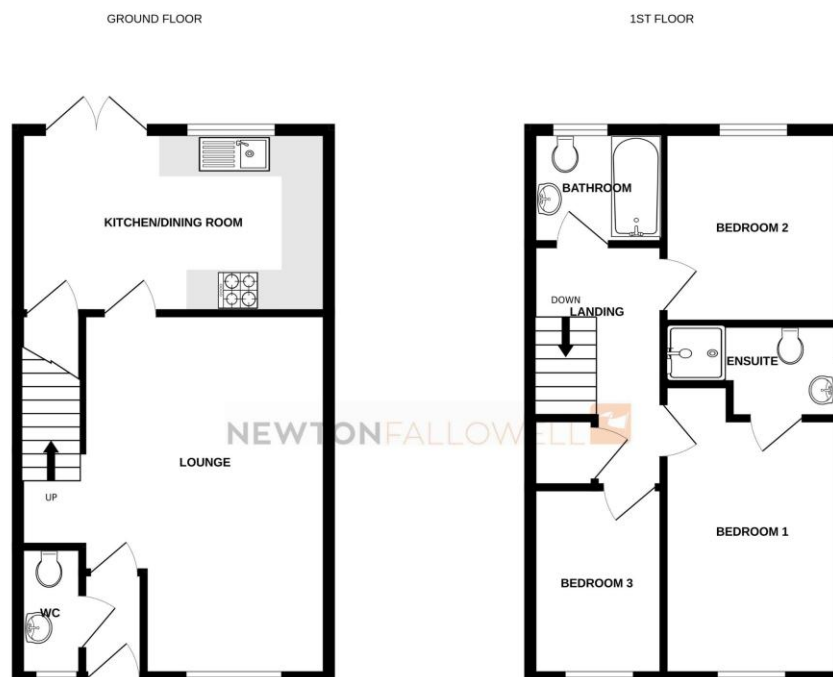 GROUND FLOOR
1ST FLOOR
KITCHEN/DINING ROOM
LOUNGE
UP
WC
BATHROOM
BEDROOM 2
DOWN
LANDING
ENSUITE
BEDROOM 1
BEDROOM 3
NEWTONFALLOWELL